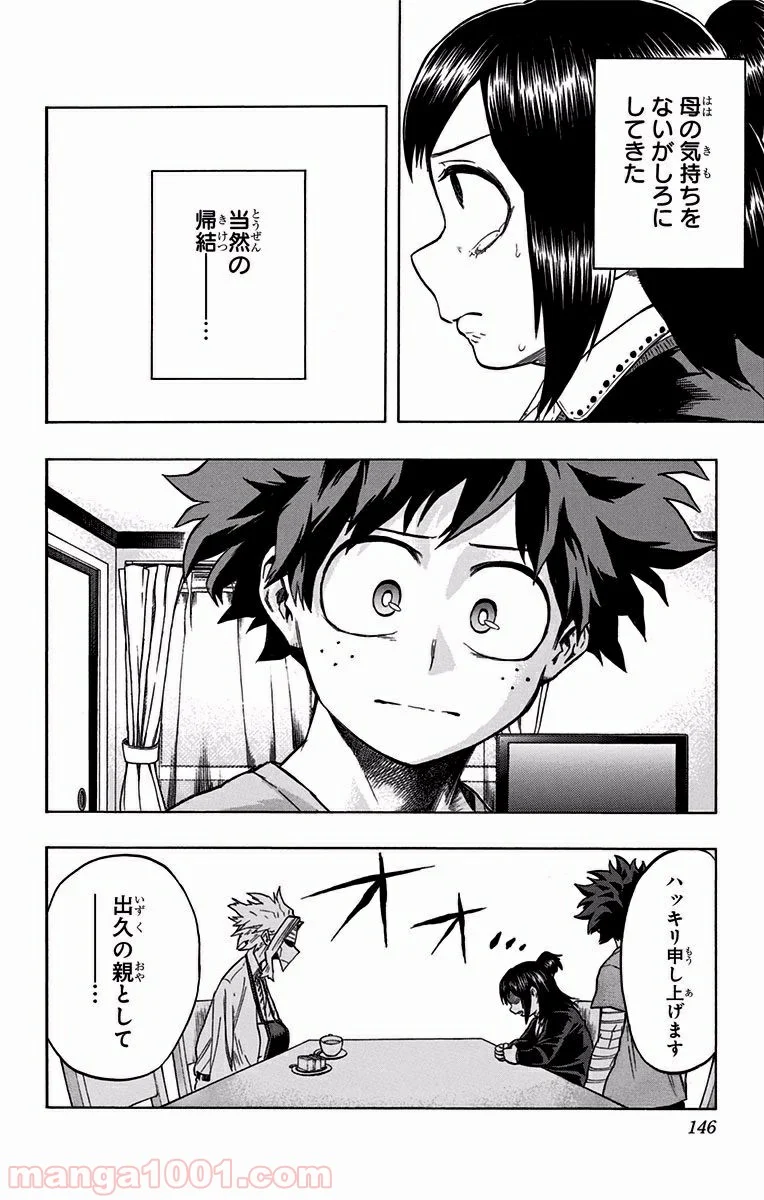 母の気持ちを
ないがしろに
してきた
当然の
帰結――…
ハッキリ申し上げます
オオ…
出久の親として
――…
146
manga1001.com